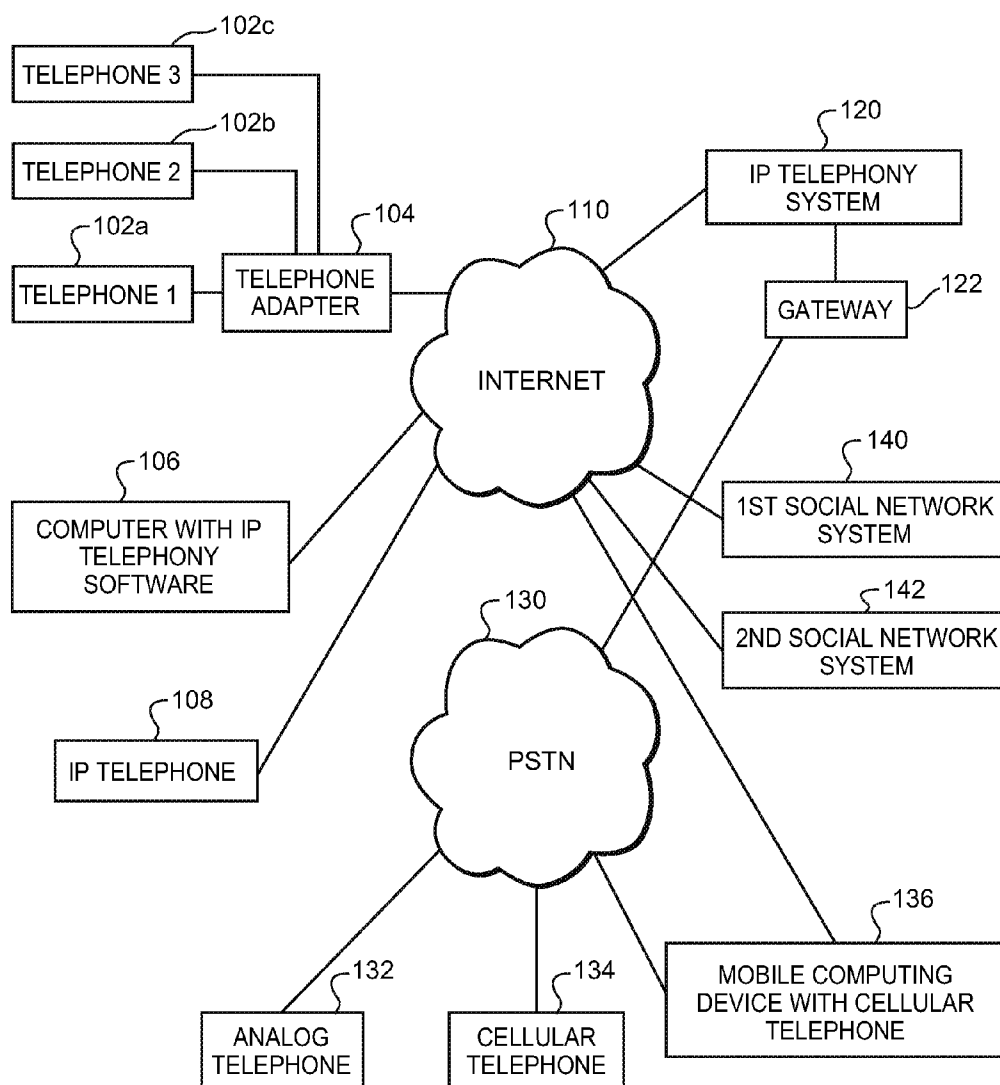 102c
TELEPHONE 3
102b
TELEPHONE 2
102a
TELEPHONE 1
104
TELEPHONE
ADAPTER
110
INTERNET
120
IP TELEPHONY
SYSTEM
122
GATEWAY
106
COMPUTER WITH IP
TELEPHONY
SOFTWARE
140
1ST SOCIAL NETWORK
SYSTEM
142
2ND SOCIAL NETWORK
SYSTEM
108
IP TELEPHONE
130
PSTN
132
ANALOG
TELEPHONE
134
CELLULAR
TELEPHONE
136
MOBILE COMPUTING
DEVICE WITH CELLULAR
TELEPHONE